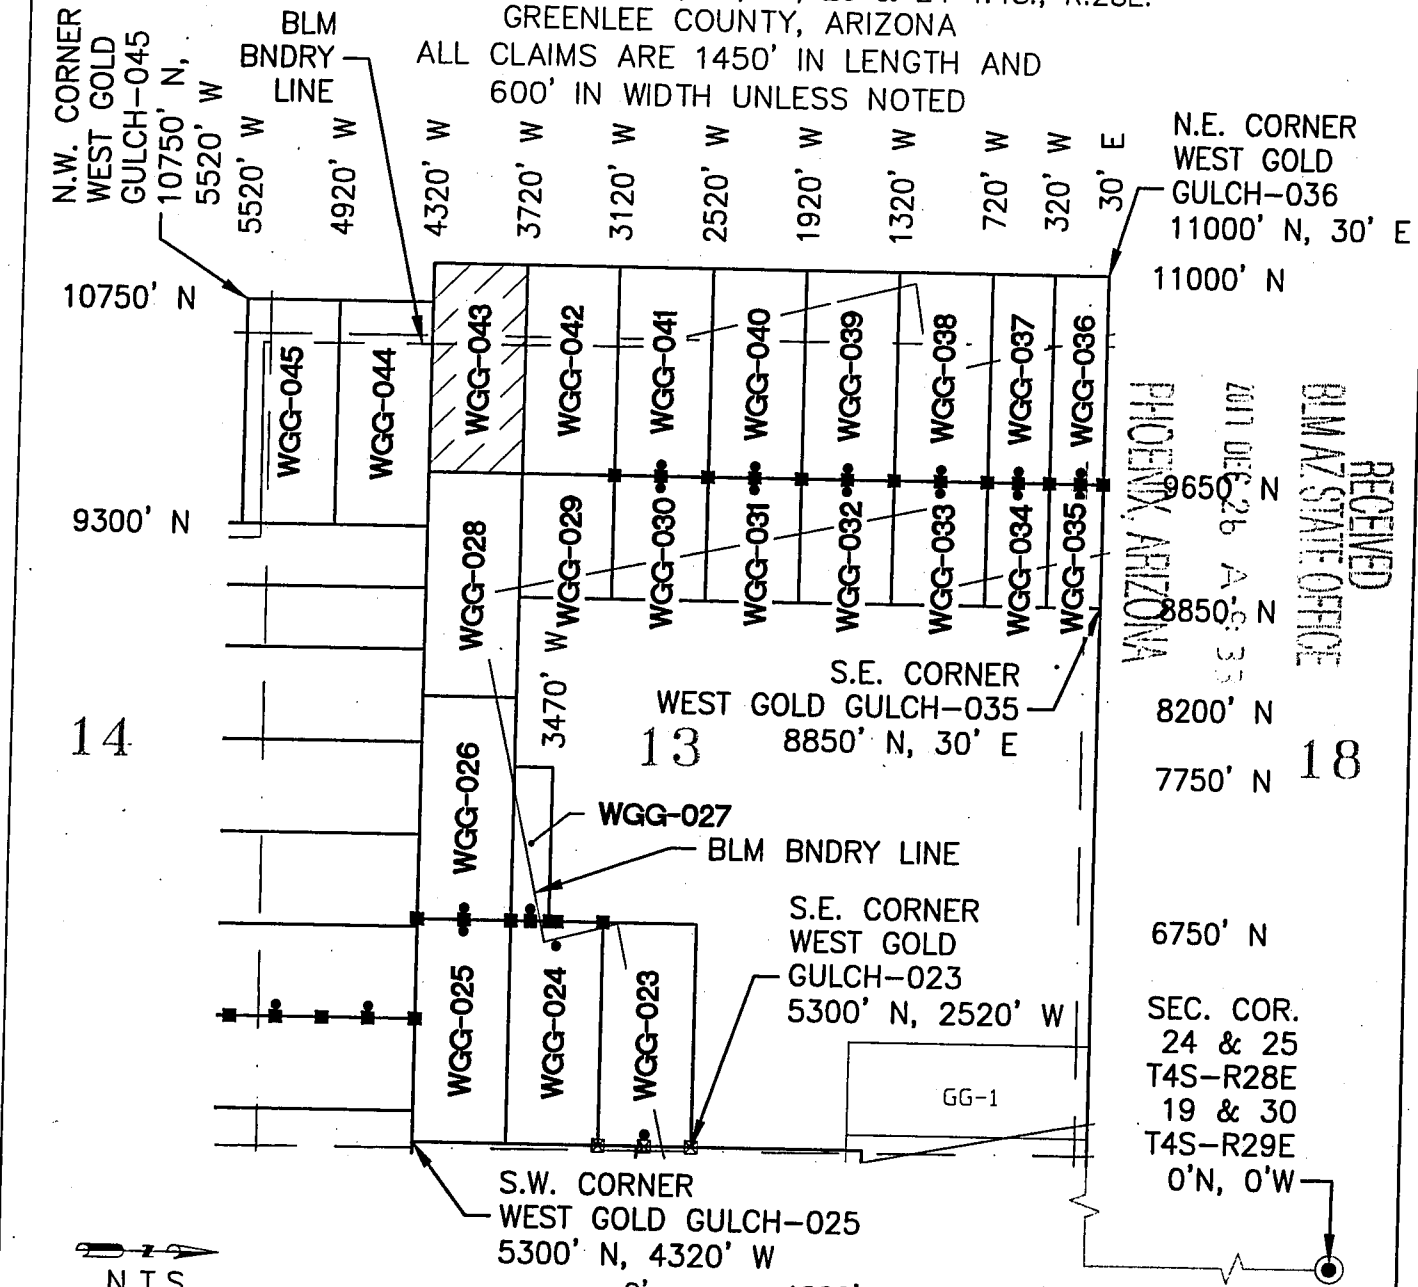 GREENLEE COUNTY, ARIZONA
ALL CLAIMS ARE 1450' IN LENGTH AND
600' IN WIDTH UNLESS NOTED
BLM
BNDRY
LINE
N.W. CORNER
WEST GOLD
GULCH-045
10750' N,
5520' W
5520' W
4920' W
4320' W
3720' W
3120' W
2520' W
1920' W
1320' W
720' W
320' W
30' E
N.E. CORNER
WEST GOLD
GULCH-036
11000' N, 30' E
10750' N
11000' N
WGG-045
WGG-044
WGG-043
WGG-042
WGG-041
WGG-040
WGG-039
WGG-038
WGG-037
WGG-036
RECEIVED
BLM AZ STATE OFFICE
PHOENIX, ARIZONA
9650' N
9300' N
WGG-028
WGG-029
WGG-030
WGG-031
WGG-032
WGG-033
WGG-034
WGG-035
8850' N
3470' W
S.E. CORNER
WEST GOLD GULCH-035
8850' N, 30' E
8200' N
14
13
18
7750' N
WGG-026
WGG-027
BLM BNDRY LINE
S.E. CORNER
WEST GOLD
GULCH-023
5300' N, 2520' W
6750' N
WGG-025
WGG-024
WGG-023
GG-1
SEC. COR.
24 & 25
T4S-R28E
19 & 30
T4S-R29E
0'N, 0'W
S.W. CORNER
WEST GOLD GULCH-025
5300' N, 4320' W
N
N.T.S.